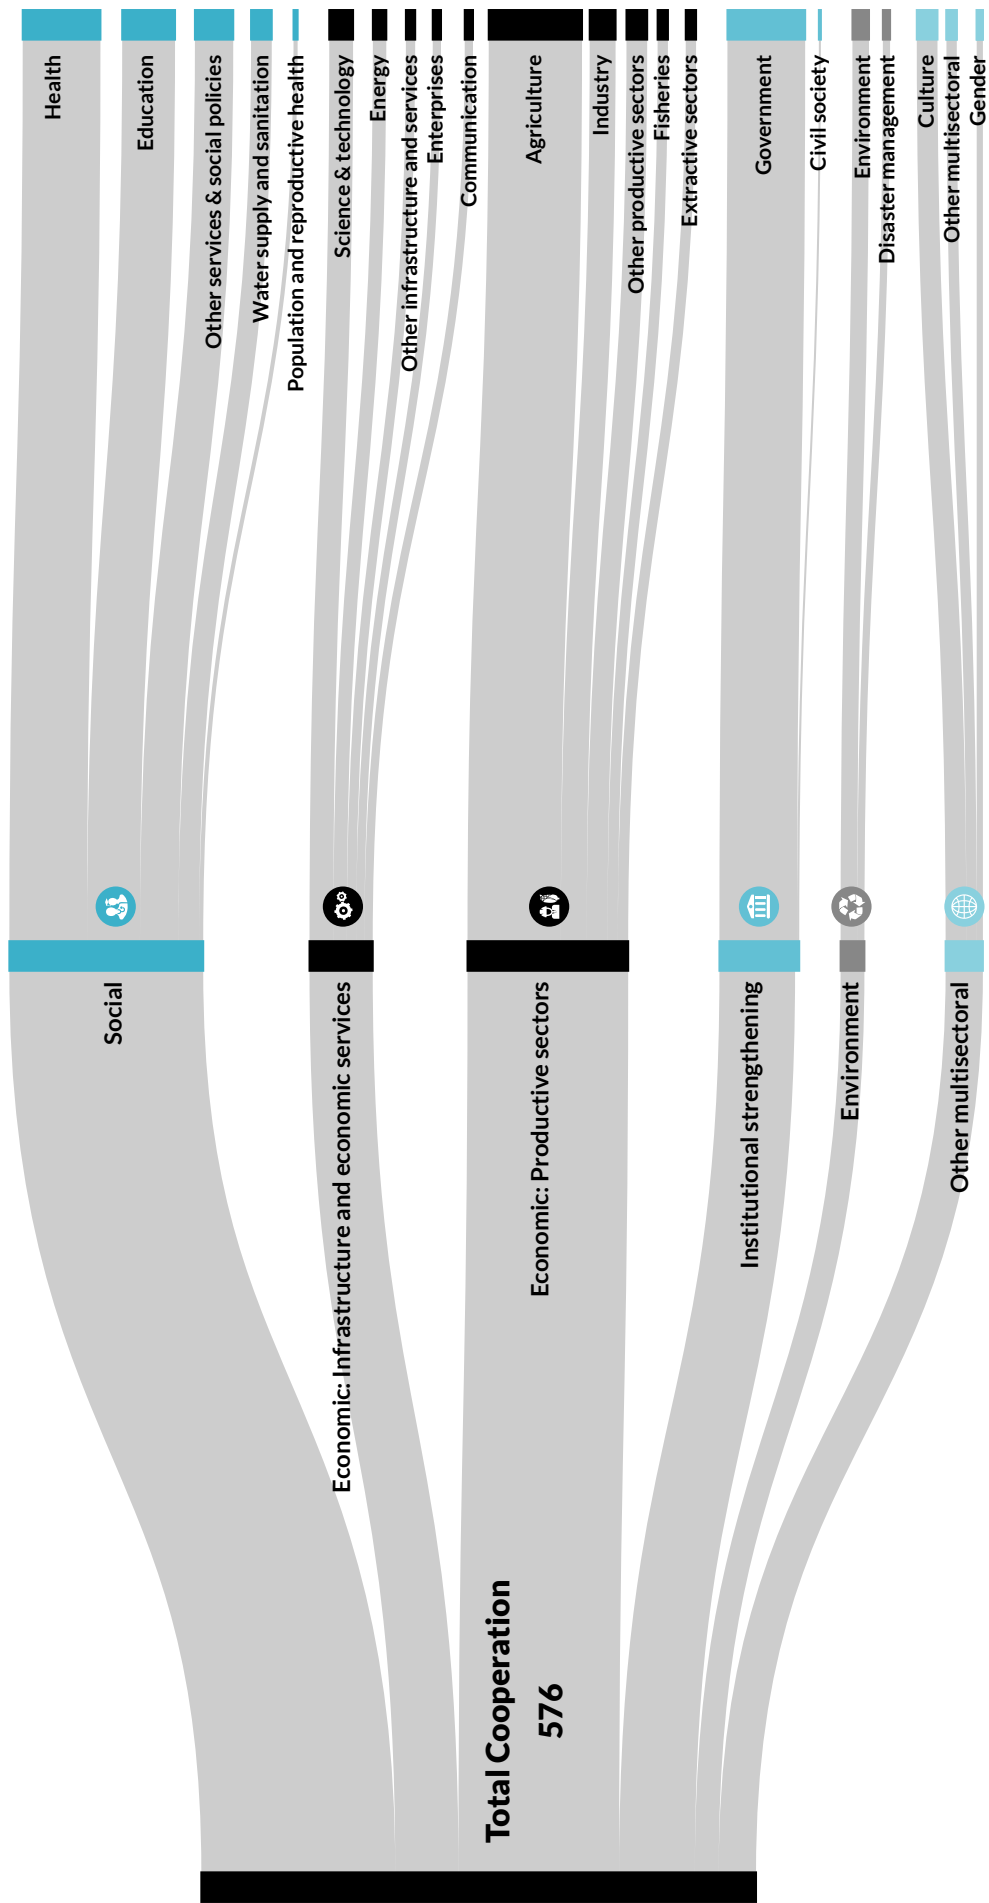 Total Cooperation
576
Social
Economic: Infrastructure and economic services
Economic: Productive sectors
Institutional strengthening
Environment
Other multisectoral
Health
Education
Other services & social policies
Water supply and sanitation
Population and reproductive health
Science & technology
Energy
Other infrastructure and services
Enterprises
Communication
Agriculture
Industry
Other productive sectors
Fisheries
Extractive sectors
Government
Civil society
Environment
Disaster management
Culture
Other multisectoral
Gender